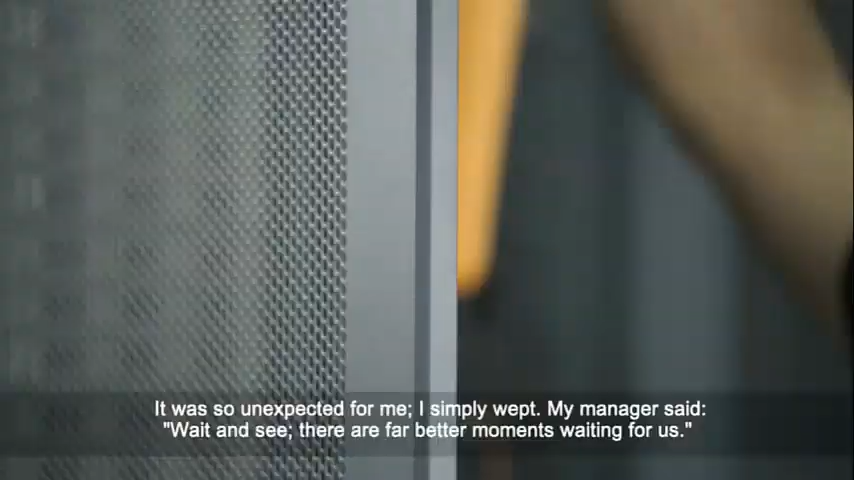 It was so unexpected for me; I simply wept. My manager said:
"Wait and see; there are far better moments waiting for us."